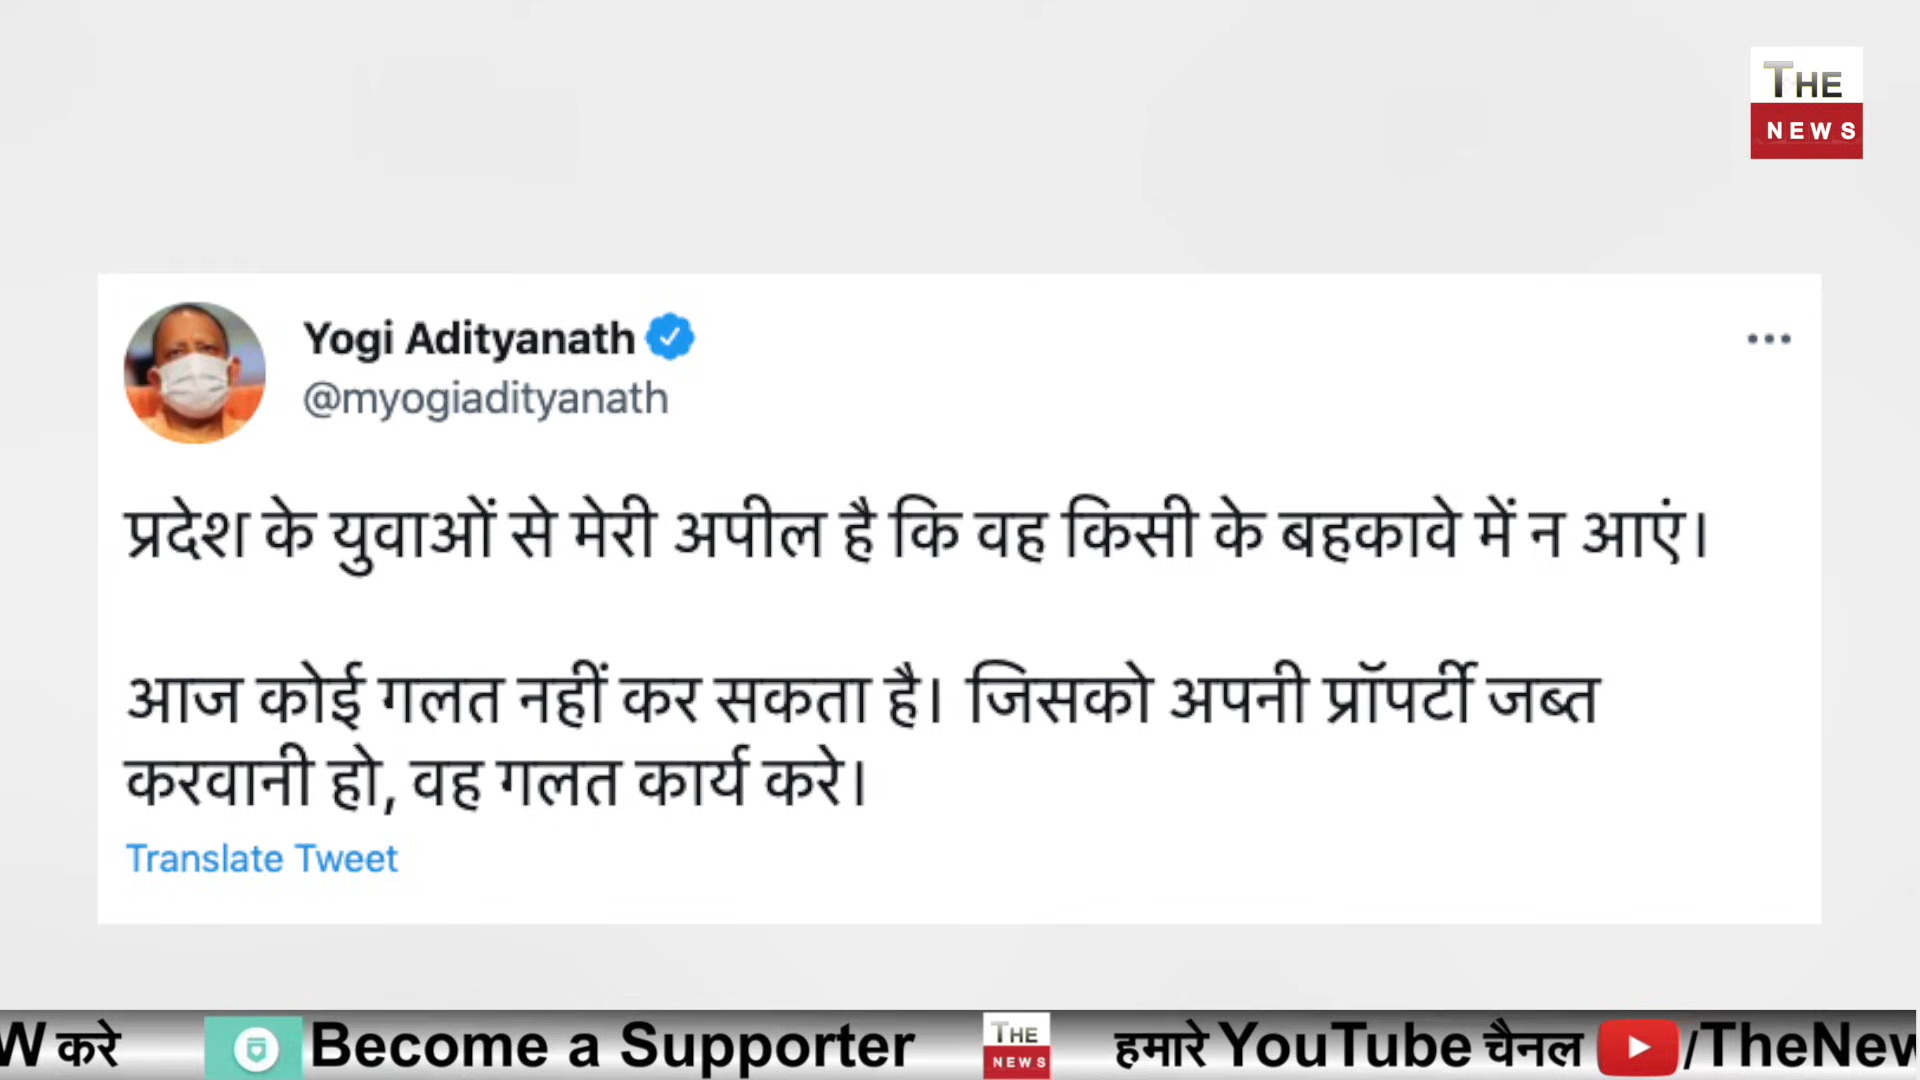 THE
NEWS
Yogi Adityanath
@myogiadityanath
प्रदेश के युवाओं से मेरी अपील है कि वह किसी के बहकावे में न आएं।
आज कोई गलत नहीं कर सकता है। जिसको अपनी प्रॉपर्टी जब्त
करवानी हो, वह गलत कार्य करे।
Translate Tweet
W करे Become a Supporter THE NEWS हमारे YouTube चैनल /TheNew